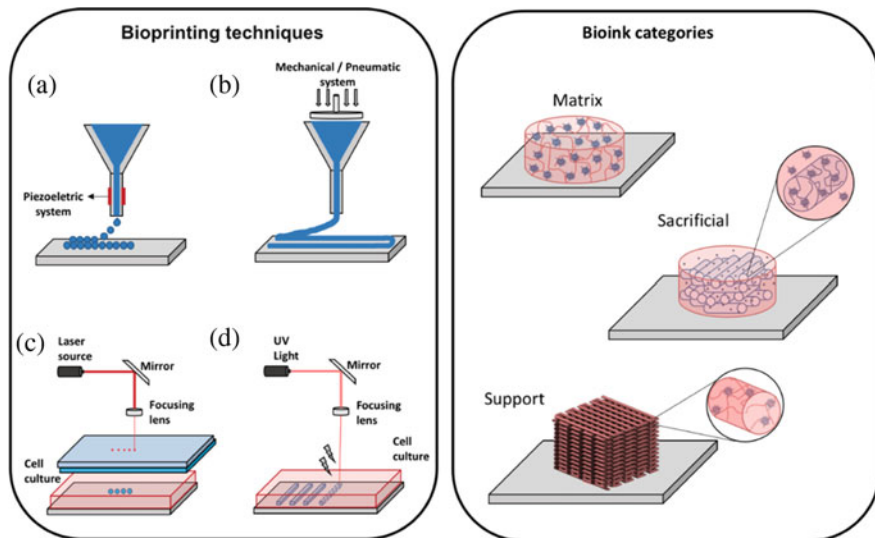 Bioprinting techniques
(a)
Piezoeletric
system
(b)
Mechanical / Pneumatic
system
(c)
Laser
source
Mirror
Focusing
lens
Cell
culture
(d)
UV
Light
Mirror
Focusing
lens
Cell
culture
Bioink categories
Matrix
Sacrificial
Support